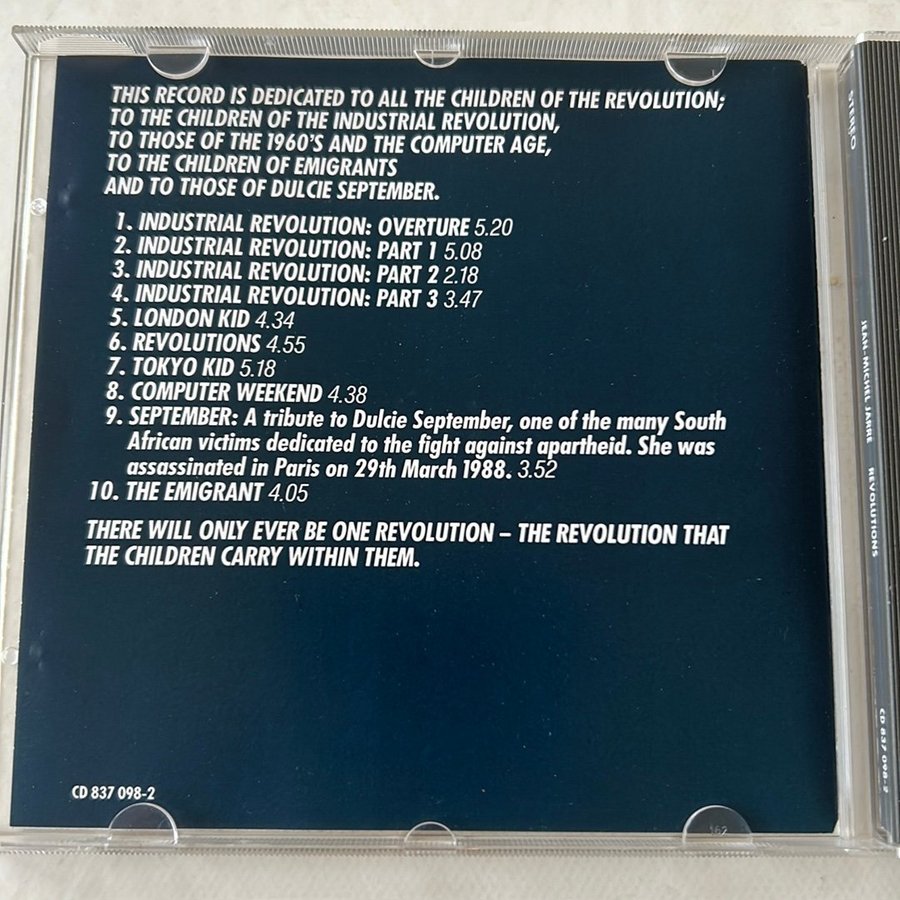 THIS RECORD IS DEDICATED TO ALL THE CHILDREN OF THE REVOLUTION;
TO THE CHILDREN OF THE INDUSTRIAL REVOLUTION,
TO THOSE OF THE 1960'S AND THE COMPUTER AGE,
TO THE CHILDREN OF EMIGRANTS
AND TO THOSE OF DULCIE SEPTEMBER.
1. INDUSTRIAL REVOLUTION: OVERTURE 5.20
2. INDUSTRIAL REVOLUTION: PART 1 5.08
3. INDUSTRIAL REVOLUTION: PART 2 2.18
4. INDUSTRIAL REVOLUTION: PART 3 3.47
5. LONDON KID 4.34
6. REVOLUTIONS 4.55
7. TOKYO KID 5.18
8. COMPUTER WEEKEND 4.38
9. SEPTEMBER: A tribute to Dulcie September, one of the many South
African victims dedicated to the fight against apartheid. She was
assassinated in Paris on 29th March 1988. 3.52
10. THE EMIGRANT 4.05
THERE WILL ONLY EVER BE ONE REVOLUTION – THE REVOLUTION THAT
THE CHILDREN CARRY WITHIN THEM.
CD 837 098-2
162
STEREO
JEAN-MICHEL JARRE REVOLUTIONS
CD 837 098-2